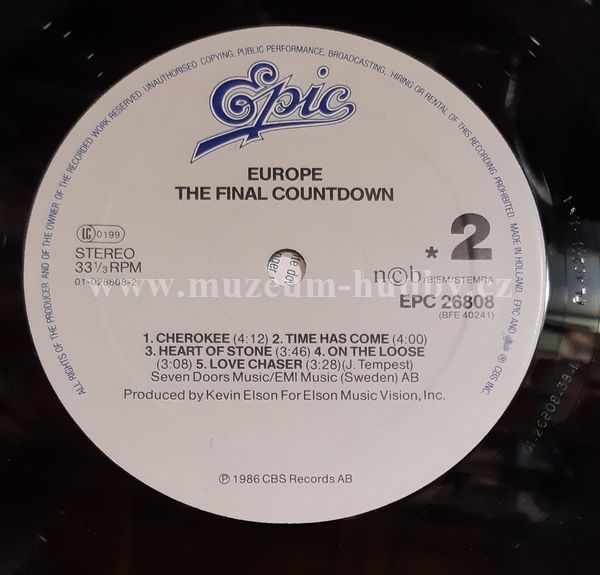 ALL RIGHTS OF THE PRODUCER AND OF THE OWNER OF THE RECORDED WORK RESERVED. UNAUTHORISED COPYING, PUBLIC PERFORMANCE, BROADCASTING, HIRING OR RENTAL OF THIS RECORDING PROHIBITED. MADE IN HOLLAND. EPIC AND ® CBS INC.
Epic
EUROPE
THE FINAL COUNTDOWN
LC 0199
STEREO
33 1/3 RPM
01-026808-2
* 2
n©b/BIEM/STEMRA
EPC 26808
(BFE 40241)
1. CHEROKEE (4:12) 2. TIME HAS COME (4:00)
3. HEART OF STONE (3:46) 4. ON THE LOOSE
(3:08) 5. LOVE CHASER (3:28)(J. Tempest)
Seven Doors Music/EMI Music (Sweden) AB
Produced by Kevin Elson For Elson Music Vision, Inc.
℗ 1986 CBS Records AB